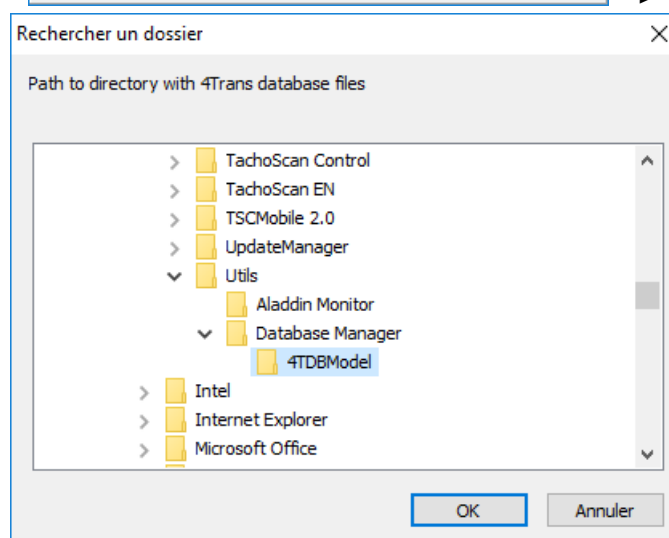 Rechercher un dossier
Path to directory with 4Trans database files
TachoScan Control
TachoScan EN
TSCMobile 2.0
UpdateManager
Utils
Aladdin Monitor
Database Manager
4TDBModel
Intel
Internet Explorer
Microsoft Office
OK
Annuler